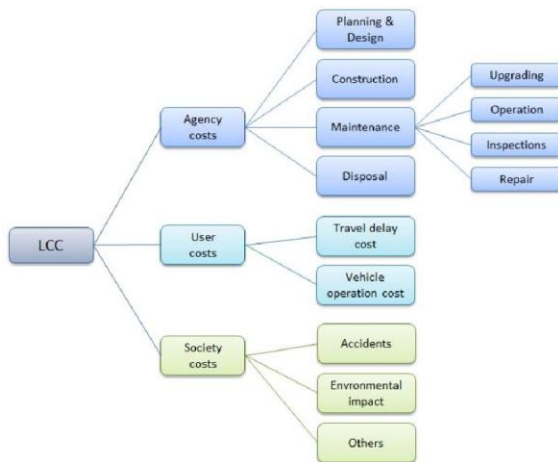 LCC
Agency
costs
Planning &
Design
Construction
Maintenance
Disposal
Upgrading
Operation
Inspections
Repair
User
costs
Travel delay
cost
Vehicle
operation cost
Society
costs
Accidents
Envronmental
impact
Others